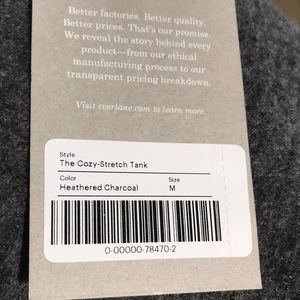 Better factories. Better quality.
Better prices. That's our promise.
We reveal the story behind every
product—from our ethical
manufacturing process to our
transparent pricing breakdown.
Visit everlane.com to learn more.
Style
The Cozy-Stretch Tank
Color Size
Heathered Charcoal M
0-00000-78470-2